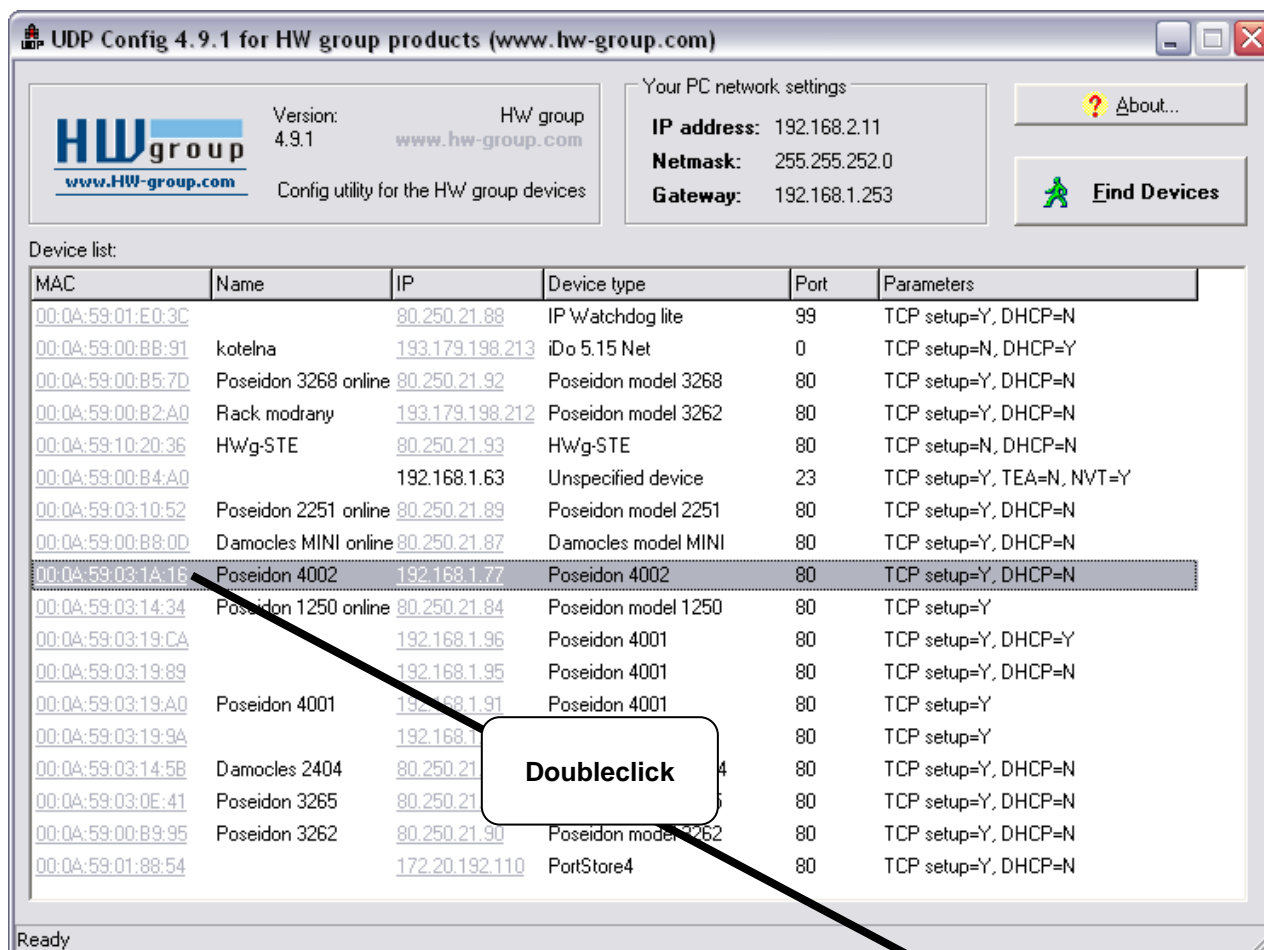 UDP Config 4.9.1 for HW group products (www.hw-group.com)
HW group
www.HW-group.com
Version: HW group
4.9.1 www.hw-group.com
Config utility for the HW group devices
Your PC network settings
IP address: 192.168.2.11
Netmask: 255.255.252.0
Gateway: 192.168.1.253
? About...
Find Devices
Device list:
MAC Name IP Device type Port Parameters
00:0A:59:01:E0:3C 80.250.21.88 IP Watchdog lite 99 TCP setup=Y, DHCP=N
00:0A:59:00:BB:91 kotelna 193.179.198.213 iDo 5.15 Net 0 TCP setup=N, DHCP=Y
00:0A:59:00:B5:7D Poseidon 3268 online 80.250.21.92 Poseidon model 3268 80 TCP setup=Y, DHCP=N
00:0A:59:00:B2:A0 Rack modrany 193.179.198.212 Poseidon model 3262 80 TCP setup=Y, DHCP=N
00:0A:59:10:20:36 HWg-STE 80.250.21.93 HWg-STE 80 TCP setup=N, DHCP=N
00:0A:59:00:B4:A0 192.168.1.63 Unspecified device 23 TCP setup=Y, TEA=N, NVT=Y
00:0A:59:03:10:52 Poseidon 2251 online 80.250.21.89 Poseidon model 2251 80 TCP setup=Y, DHCP=N
00:0A:59:00:B8:0D Damocles MINI online 80.250.21.87 Damocles model MINI 80 TCP setup=Y, DHCP=N
00:0A:59:03:1A:16 Poseidon 4002 192.168.1.77 Poseidon 4002 80 TCP setup=Y, DHCP=N
00:0A:59:03:14:34 Poseidon 1250 online 80.250.21.84 Poseidon model 1250 80 TCP setup=Y
00:0A:59:03:19:CA 192.168.1.96 Poseidon 4001 80 TCP setup=Y, DHCP=Y
00:0A:59:03:19:89 192.168.1.95 Poseidon 4001 80 TCP setup=Y, DHCP=N
00:0A:59:03:19:A0 Poseidon 4001 192.168.1.91 Poseidon 4001 80 TCP setup=Y
00:0A:59:03:19:9A 192.168.1 80 TCP setup=Y
00:0A:59:03:14:5B Damocles 2404 80.250.21 4 80 TCP setup=Y, DHCP=N
00:0A:59:03:0E:41 Poseidon 3265 80.250.21 80 TCP setup=Y, DHCP=N
00:0A:59:00:B9:95 Poseidon 3262 80.250.21.90 Poseidon model 3262 80 TCP setup=Y, DHCP=N
00:0A:59:01:88:54 172.20.192.110 PortStore4 80 TCP setup=Y, DHCP=N
Doubleclick
Ready